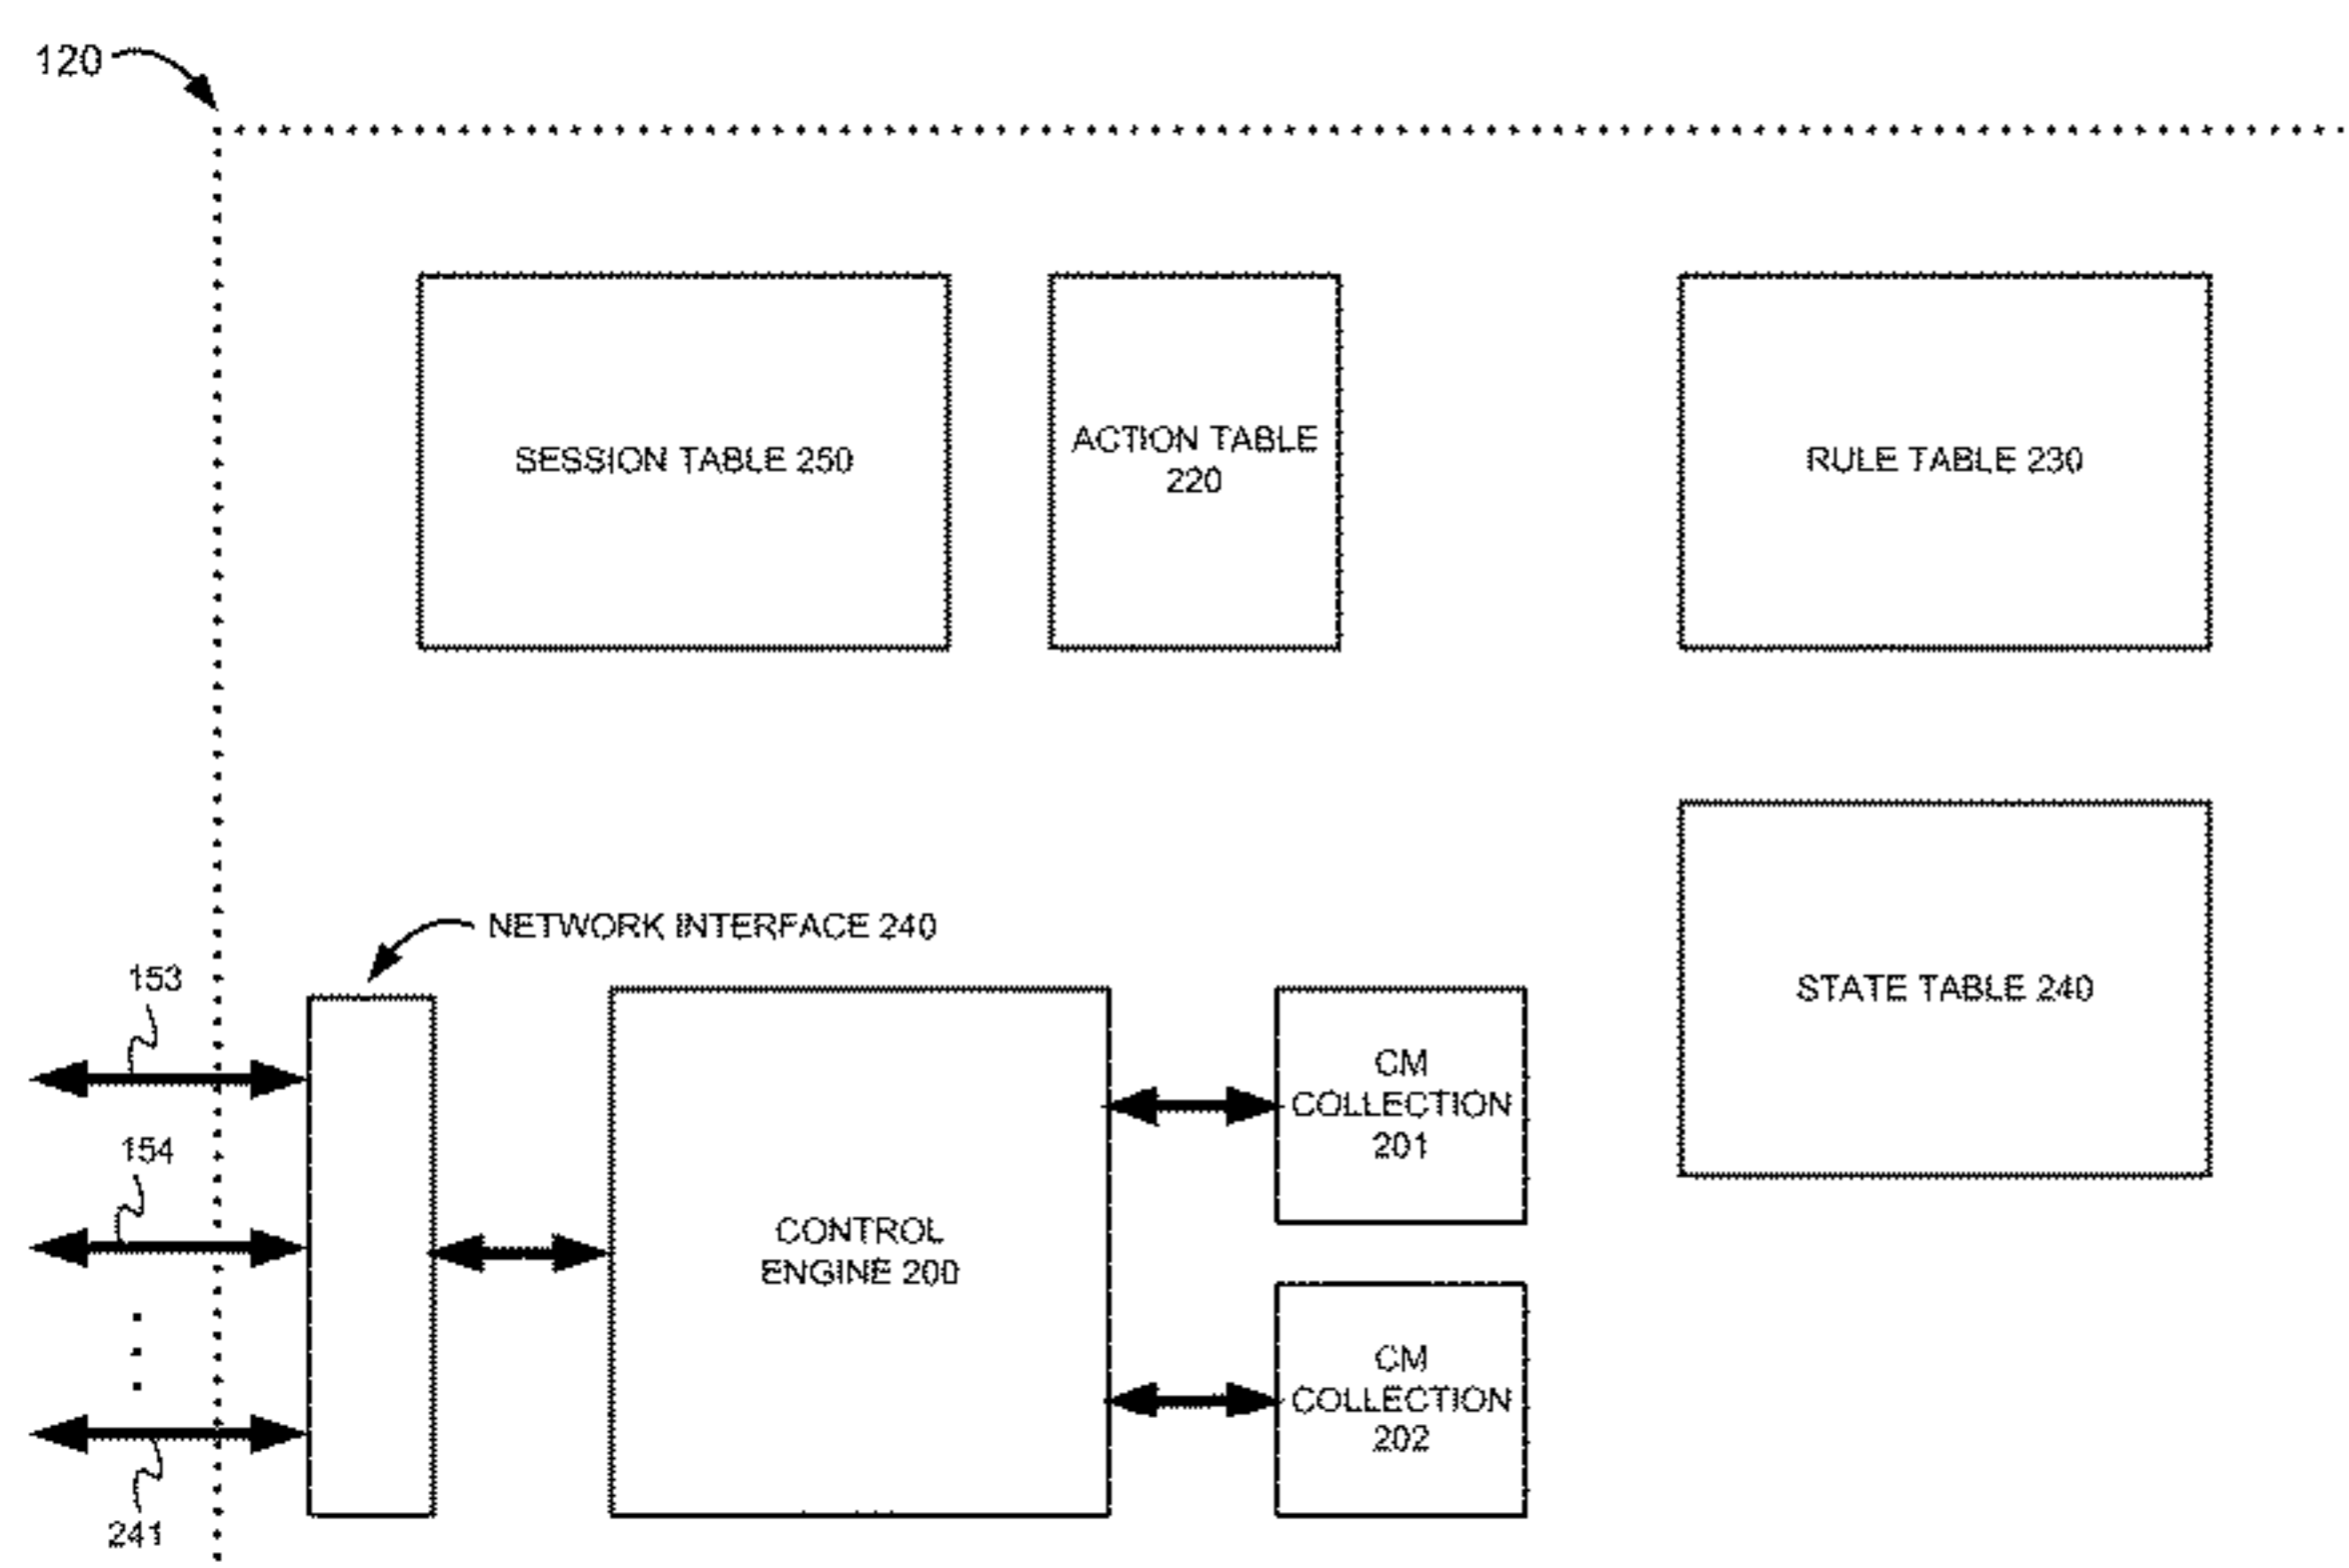 120
SESSION TABLE 250
ACTION TABLE
220
RULE TABLE 230
NETWORK INTERFACE 240
STATE TABLE 240
153
154
241
CONTROL
ENGINE 200
CM
COLLECTION
201
CM
COLLECTION
202